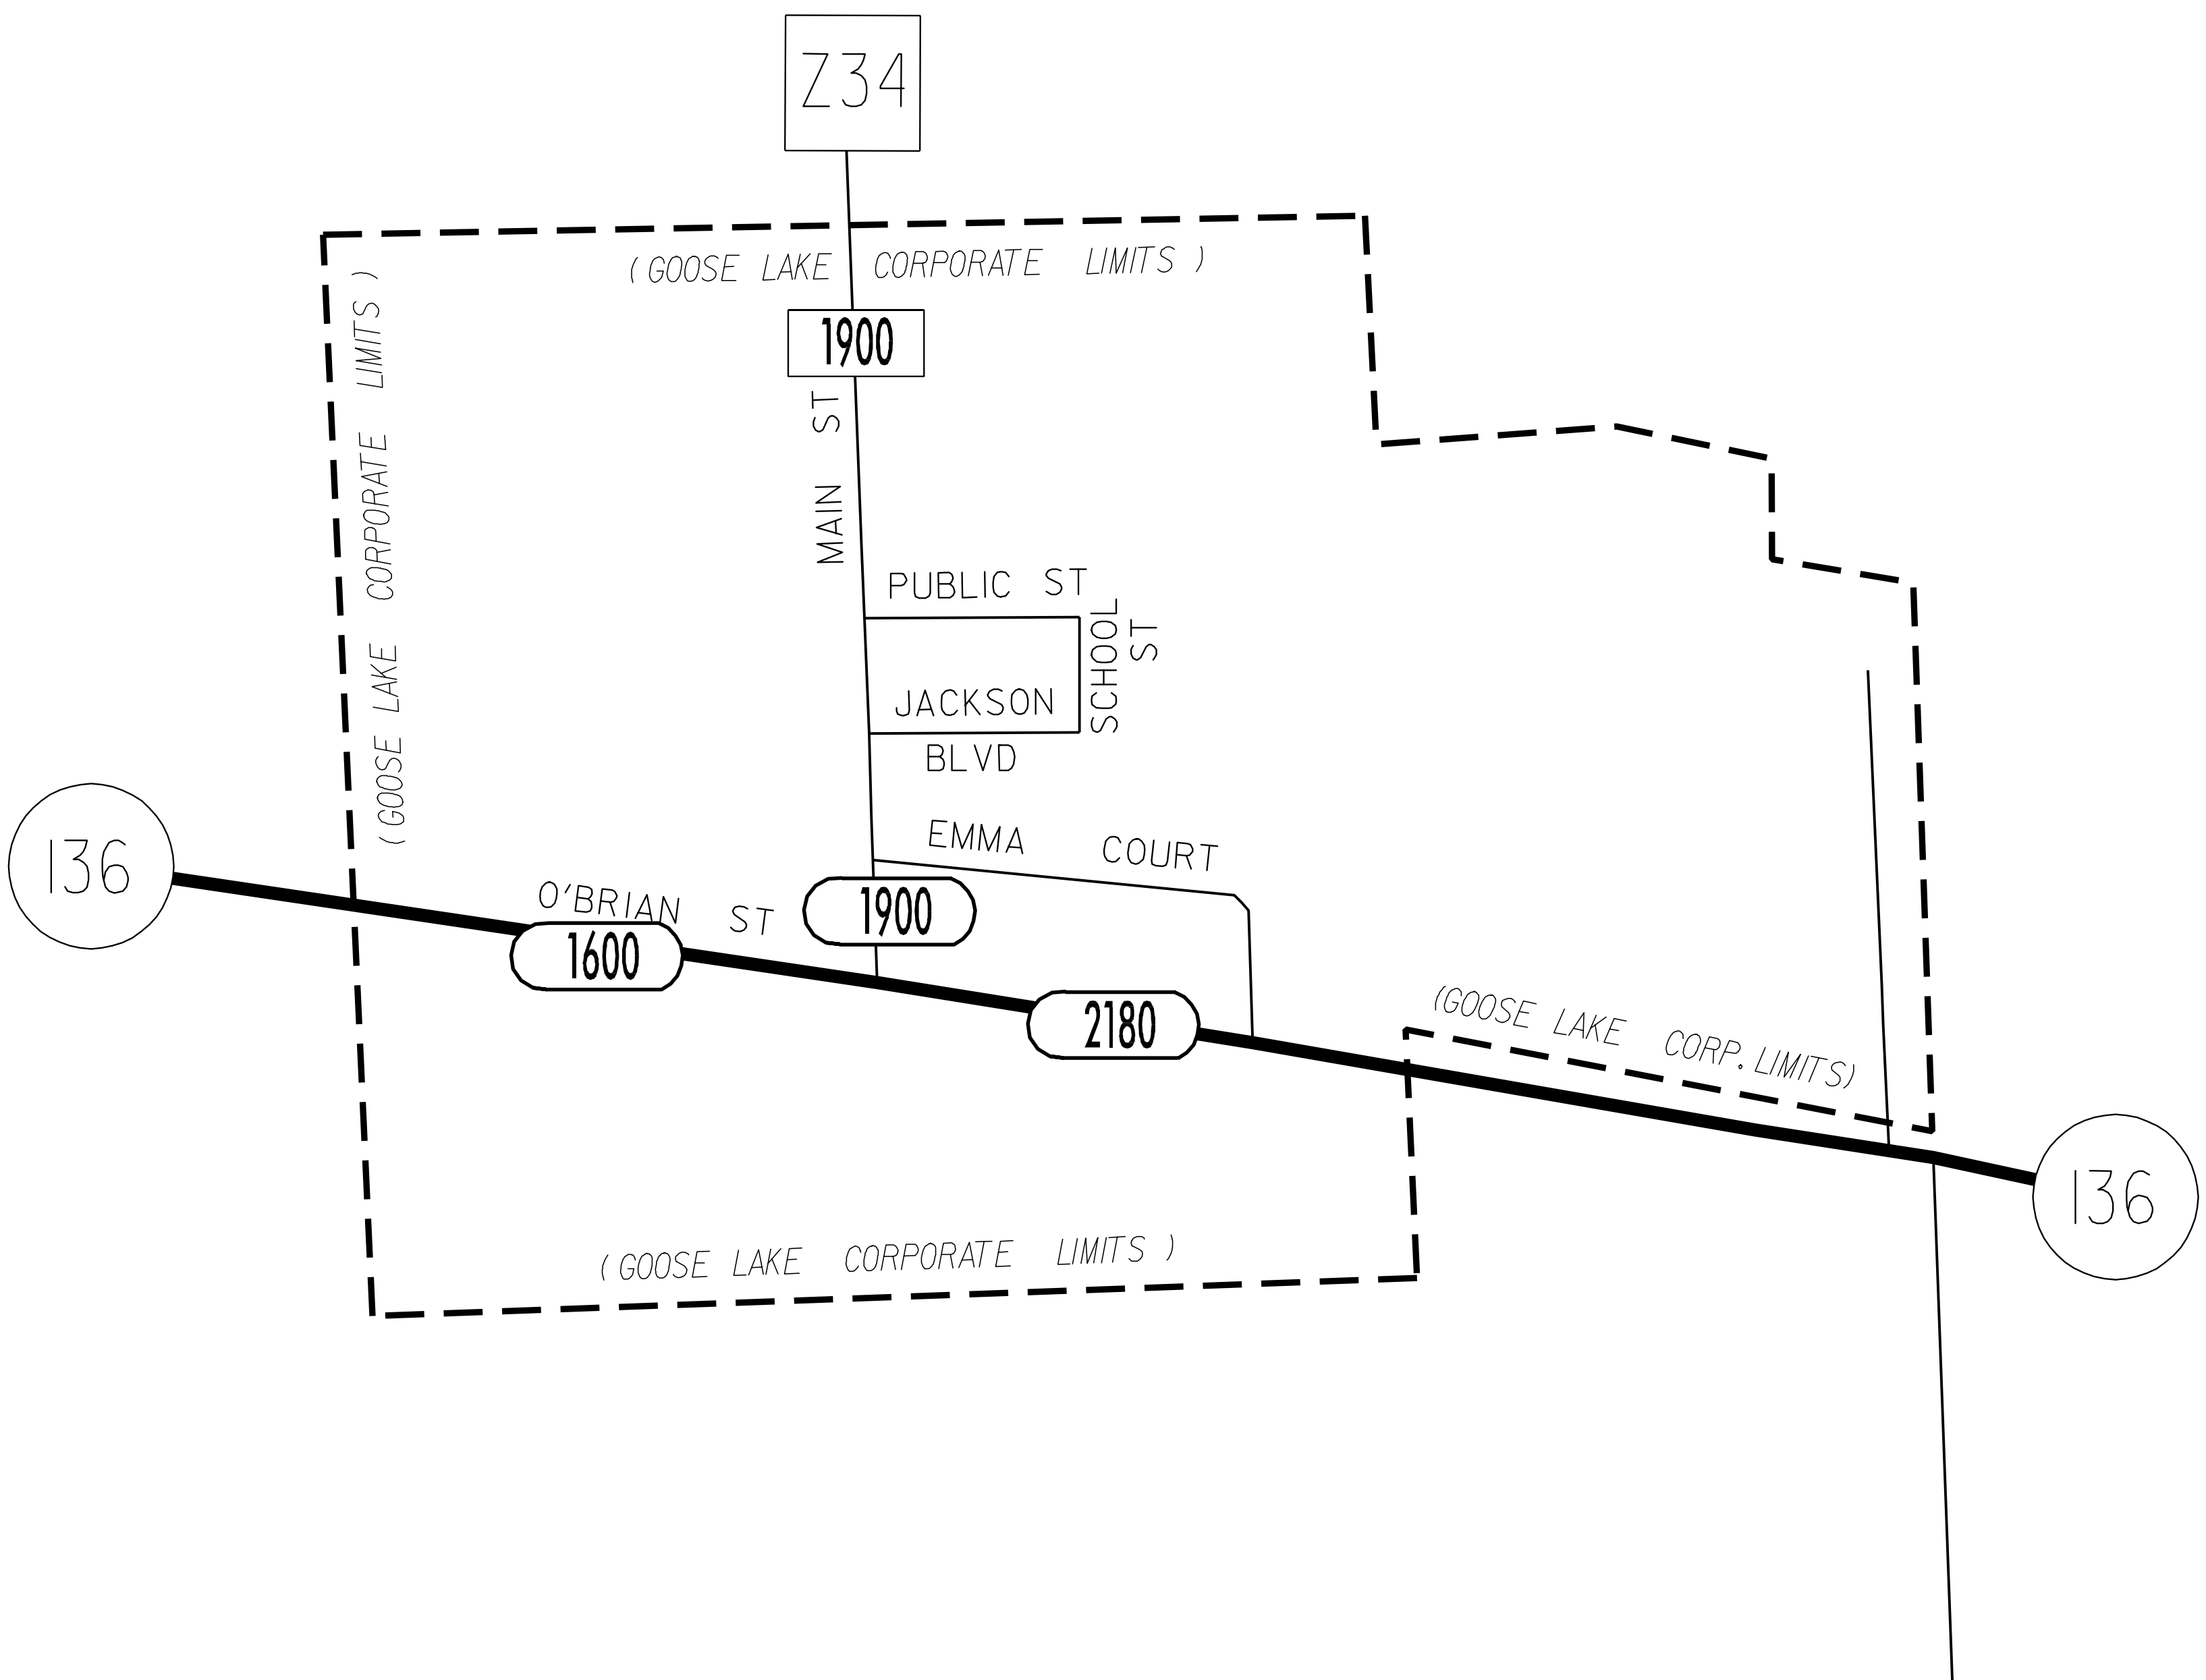 Z34
(GOOSE LAKE CORPORATE LIMITS)
(GOOSE LAKE CORPORATE LIMITS)
1900
MAIN ST
PUBLIC ST
SCHOOL
ST
JACKSON
BLVD
EMMA COURT
136
O'BRIAN ST
1900
1600
2180
(GOOSE LAKE CORP. LIMITS)
136
(GOOSE LAKE CORPORATE LIMITS)